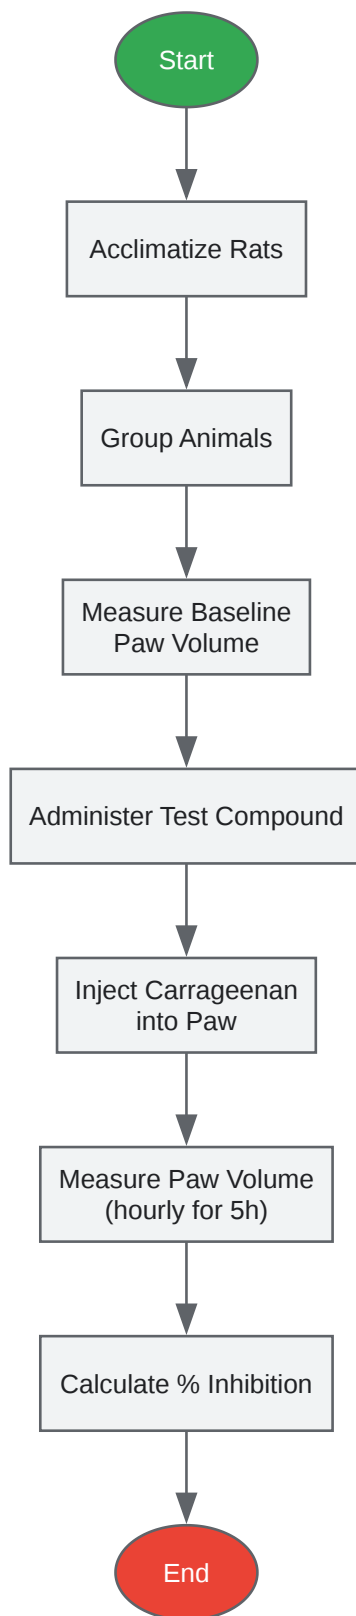 Start
Acclimatize Rats
Group Animals
Measure Baseline
Paw Volume
Administer Test Compound
Inject Carrageenan
into Paw
Measure Paw Volume
(hourly for 5h)
Calculate % Inhibition
End